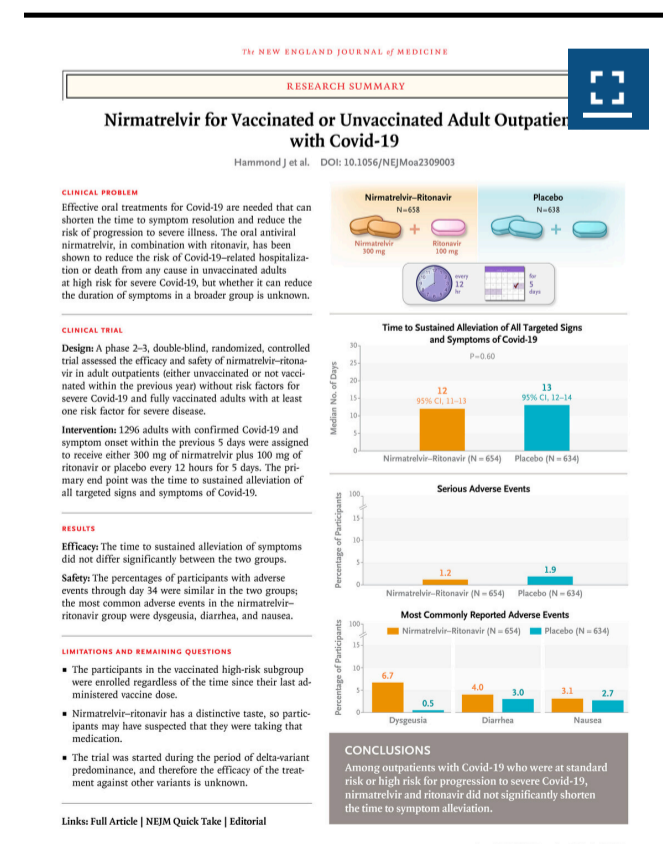 The NEW ENGLAND JOURNAL of MEDICINE
RESEARCH SUMMARY
Nirmatrelvir for Vaccinated or Unvaccinated Adult Outpatien
with Covid-19
Hammond J et al. DOI: 10.1056/NEJMoa2309003
CLINICAL PROBLEM
Effective oral treatments for Covid-19 are needed that can
shorten the time to symptom resolution and reduce the
risk of progression to severe illness. The oral antiviral
nirmatrelvir, in combination with ritonavir, has been
shown to reduce the risk of Covid-19–related hospitaliza-
tion or death from any cause in unvaccinated adults
at high risk for severe Covid-19, but whether it can reduce
the duration of symptoms in a broader group is unknown.
CLINICAL TRIAL
Design: A phase 2–3, double-blind, randomized, controlled
trial assessed the efficacy and safety of nirmatrelvir–ritona-
vir in adult outpatients (either unvaccinated or not vacci-
nated within the previous year) without risk factors for
severe Covid-19 and fully vaccinated adults with at least
one risk factor for severe disease.
Intervention: 1296 adults with confirmed Covid-19 and
symptom onset within the previous 5 days were assigned
to receive either 300 mg of nirmatrelvir plus 100 mg of
ritonavir or placebo every 12 hours for 5 days. The pri-
mary end point was the time to sustained alleviation of
all targeted signs and symptoms of Covid-19.
RESULTS
Efficacy: The time to sustained alleviation of symptoms
did not differ significantly between the two groups.
Safety: The percentages of participants with adverse
events through day 34 were similar in the two groups;
the most common adverse events in the nirmatrelvir–
ritonavir group were dysgeusia, diarrhea, and nausea.
LIMITATIONS AND REMAINING QUESTIONS
▪ The participants in the vaccinated high-risk subgroup
were enrolled regardless of the time since their last ad-
ministered vaccine dose.
▪ Nirmatrelvir–ritonavir has a distinctive taste, so partic-
ipants may have suspected that they were taking that
medication.
▪ The trial was started during the period of delta-variant
predominance, and therefore the efficacy of the treat-
ment against other variants is unknown.
Links: Full Article | NEJM Quick Take | Editorial
Nirmatrelvir–Ritonavir
N=658
Placebo
N=638
+
+
Nirmatrelvir
300 mg
Ritonavir
100 mg
every
12
hr
for
5
days
Time to Sustained Alleviation of All Targeted Signs
and Symptoms of Covid-19
P=0.60
Median No. of Days
30
25
20
15
10
5
0
12
95% CI, 11–13
13
95% CI, 12–14
Nirmatrelvir–Ritonavir (N=654) Placebo (N=634)
Serious Adverse Events
Percentage of Participants
100
15
10
5
0
1.2
1.9
Nirmatrelvir–Ritonavir (N=654) Placebo (N=634)
Most Commonly Reported Adverse Events
Nirmatrelvir–Ritonavir (N=654) Placebo (N=634)
Percentage of Participants
100
15
10
5
0
6.7
0.5
4.0
3.0
3.1
2.7
Dysgeusia Diarrhea Nausea
CONCLUSIONS
Among outpatients with Covid-19 who were at standard
risk or high risk for progression to severe Covid-19,
nirmatrelvir and ritonavir did not significantly shorten
the time to symptom alleviation.